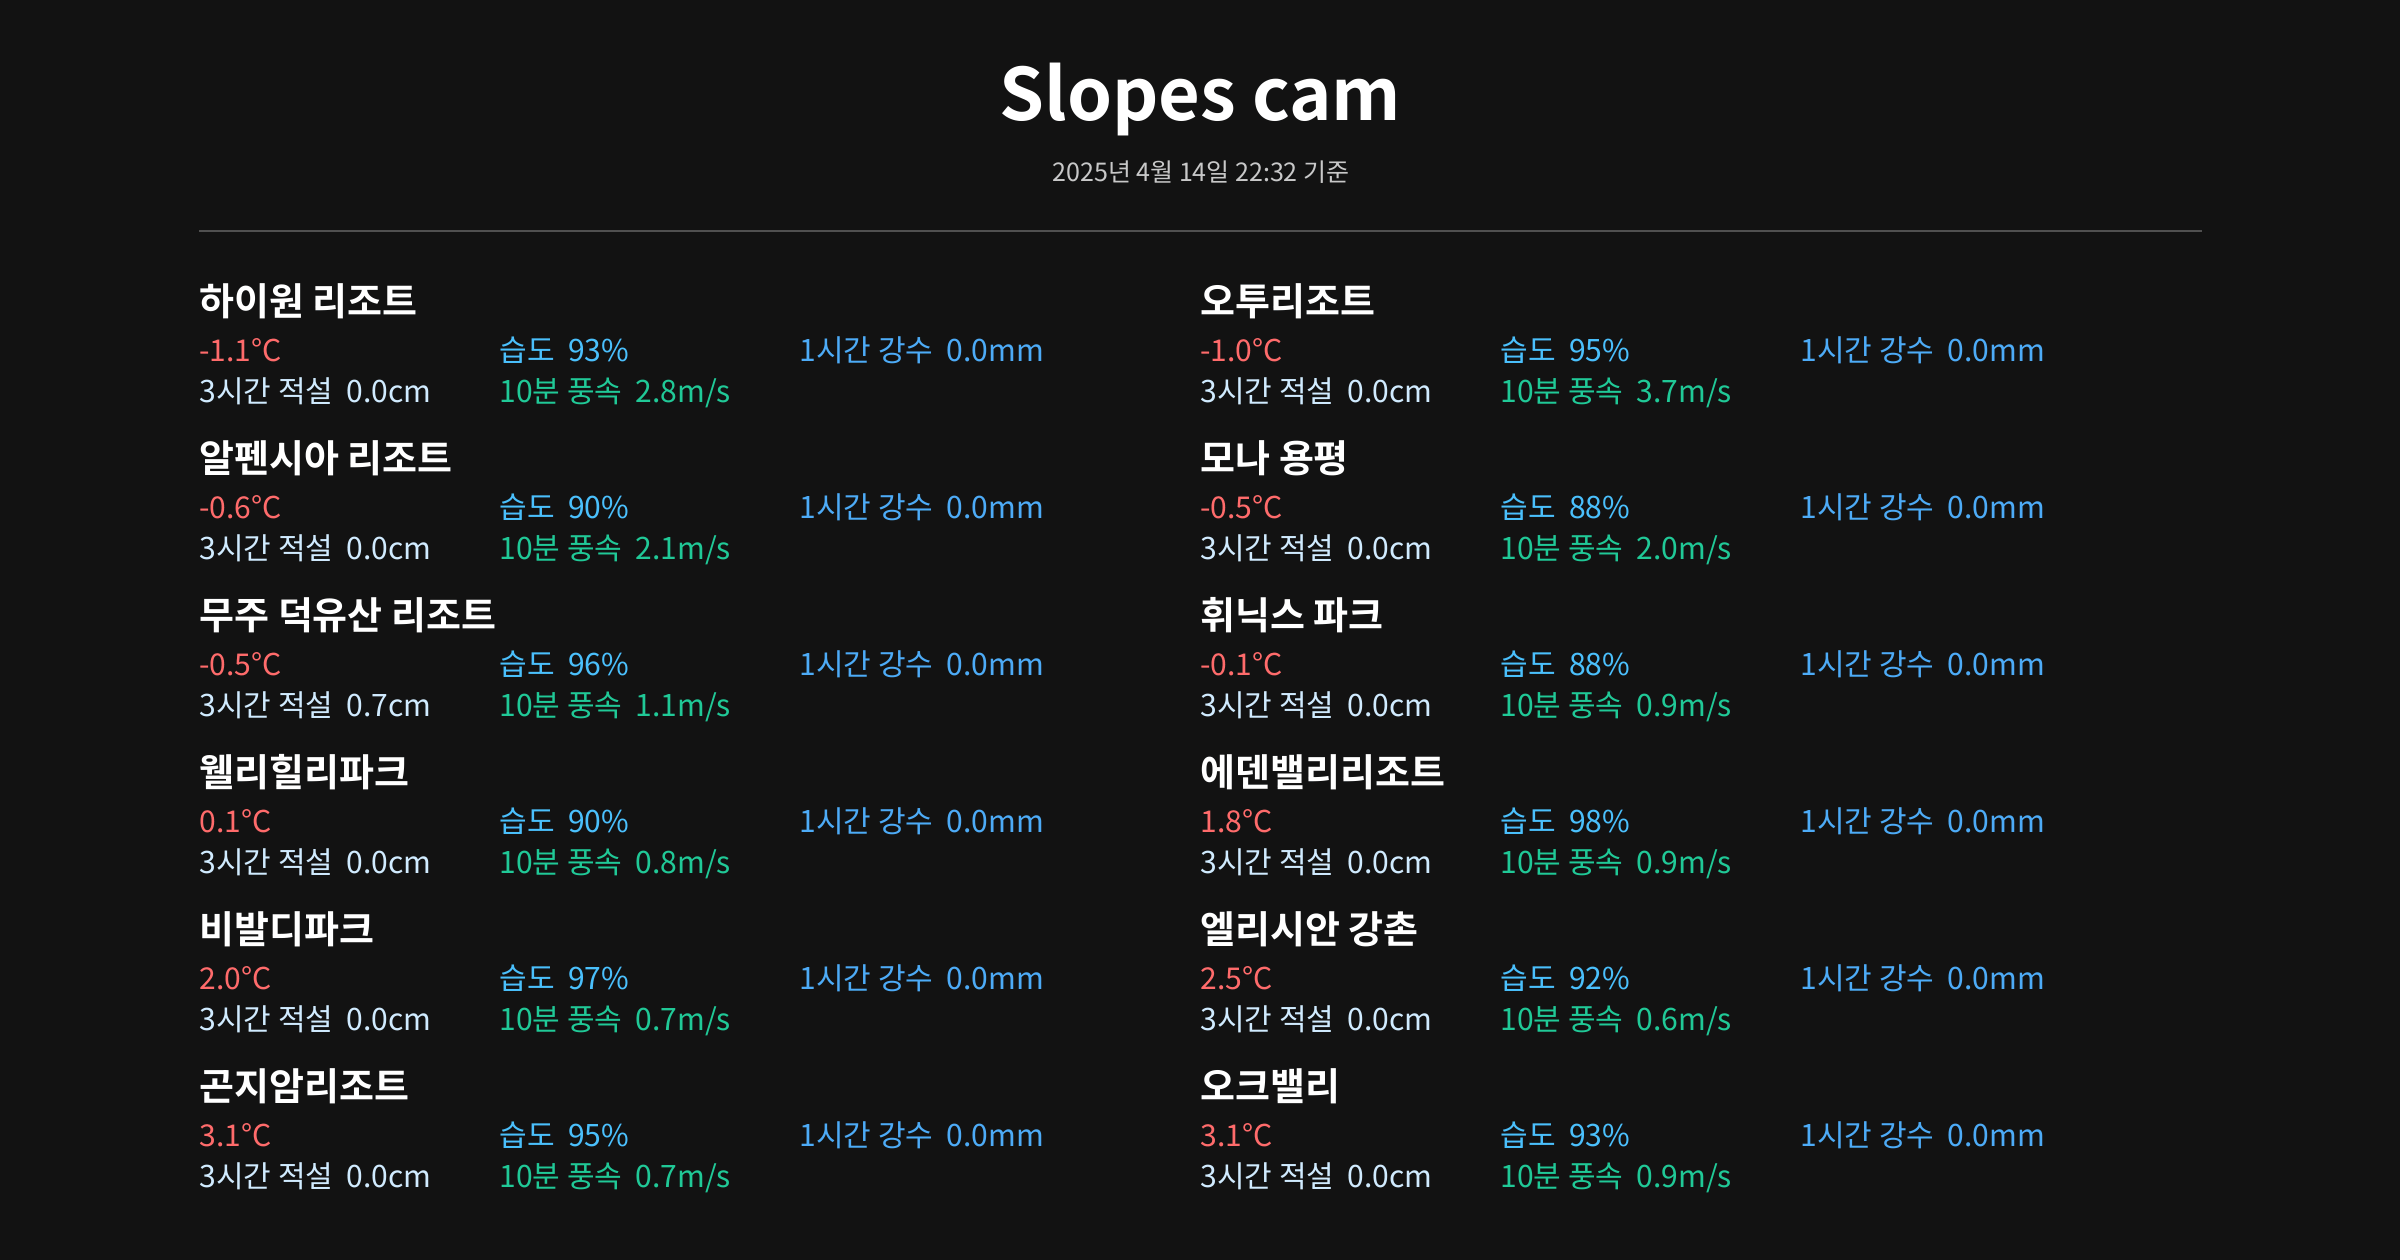 Slopes cam
2025년 4월 14일 22:32 기준
하이원 리조트
-1.1°C 습도 93% 1시간 강수 0.0mm
3시간 적설 0.0cm 10분 풍속 2.8m/s
오투리조트
-1.0°C 습도 95% 1시간 강수 0.0mm
3시간 적설 0.0cm 10분 풍속 3.7m/s
알펜시아 리조트
-0.6°C 습도 90% 1시간 강수 0.0mm
3시간 적설 0.0cm 10분 풍속 2.1m/s
모나 용평
-0.5°C 습도 88% 1시간 강수 0.0mm
3시간 적설 0.0cm 10분 풍속 2.0m/s
무주 덕유산 리조트
-0.5°C 습도 96% 1시간 강수 0.0mm
3시간 적설 0.7cm 10분 풍속 1.1m/s
휘닉스 파크
-0.1°C 습도 88% 1시간 강수 0.0mm
3시간 적설 0.0cm 10분 풍속 0.9m/s
웰리힐리파크
0.1°C 습도 90% 1시간 강수 0.0mm
3시간 적설 0.0cm 10분 풍속 0.8m/s
에덴밸리리조트
1.8°C 습도 98% 1시간 강수 0.0mm
3시간 적설 0.0cm 10분 풍속 0.9m/s
비발디파크
2.0°C 습도 97% 1시간 강수 0.0mm
3시간 적설 0.0cm 10분 풍속 0.7m/s
엘리시안 강촌
2.5°C 습도 92% 1시간 강수 0.0mm
3시간 적설 0.0cm 10분 풍속 0.6m/s
곤지암리조트
3.1°C 습도 95% 1시간 강수 0.0mm
3시간 적설 0.0cm 10분 풍속 0.7m/s
오크밸리
3.1°C 습도 93% 1시간 강수 0.0mm
3시간 적설 0.0cm 10분 풍속 0.9m/s